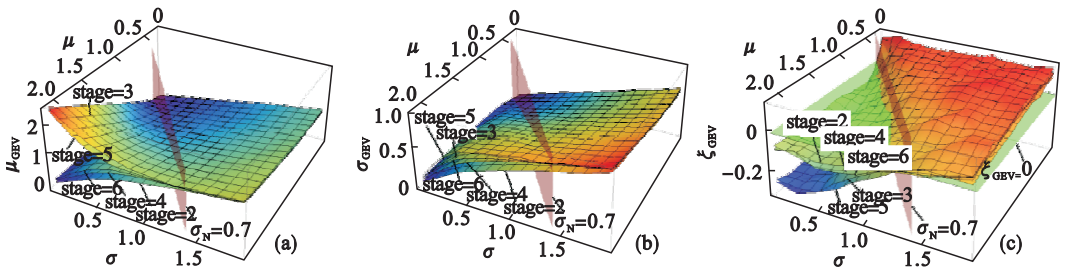 0
0.5
1.0
1.5
2.0
μ
stage=3
2
1
0
μGEV
stage=5
stage=6
stage=4
stage=2
σN=0.7
0.5
1.0
1.5
σ
(a)
0
0.5
1.0
1.5
2.0
μ
stage=5
stage=3
1.0
0.5
0
σGEV
stage=6
stage=4
stage=2
σN=0.7
0.5
1.0
1.5
σ
(b)
0
0.5
1.0
1.5
2.0
μ
stage=2
stage=4
stage=6
0
-0.2
ξGEV
ξGEV=0
stage=3
stage=5
σN=0.7
0.5
1.0
1.5
σ
(c)